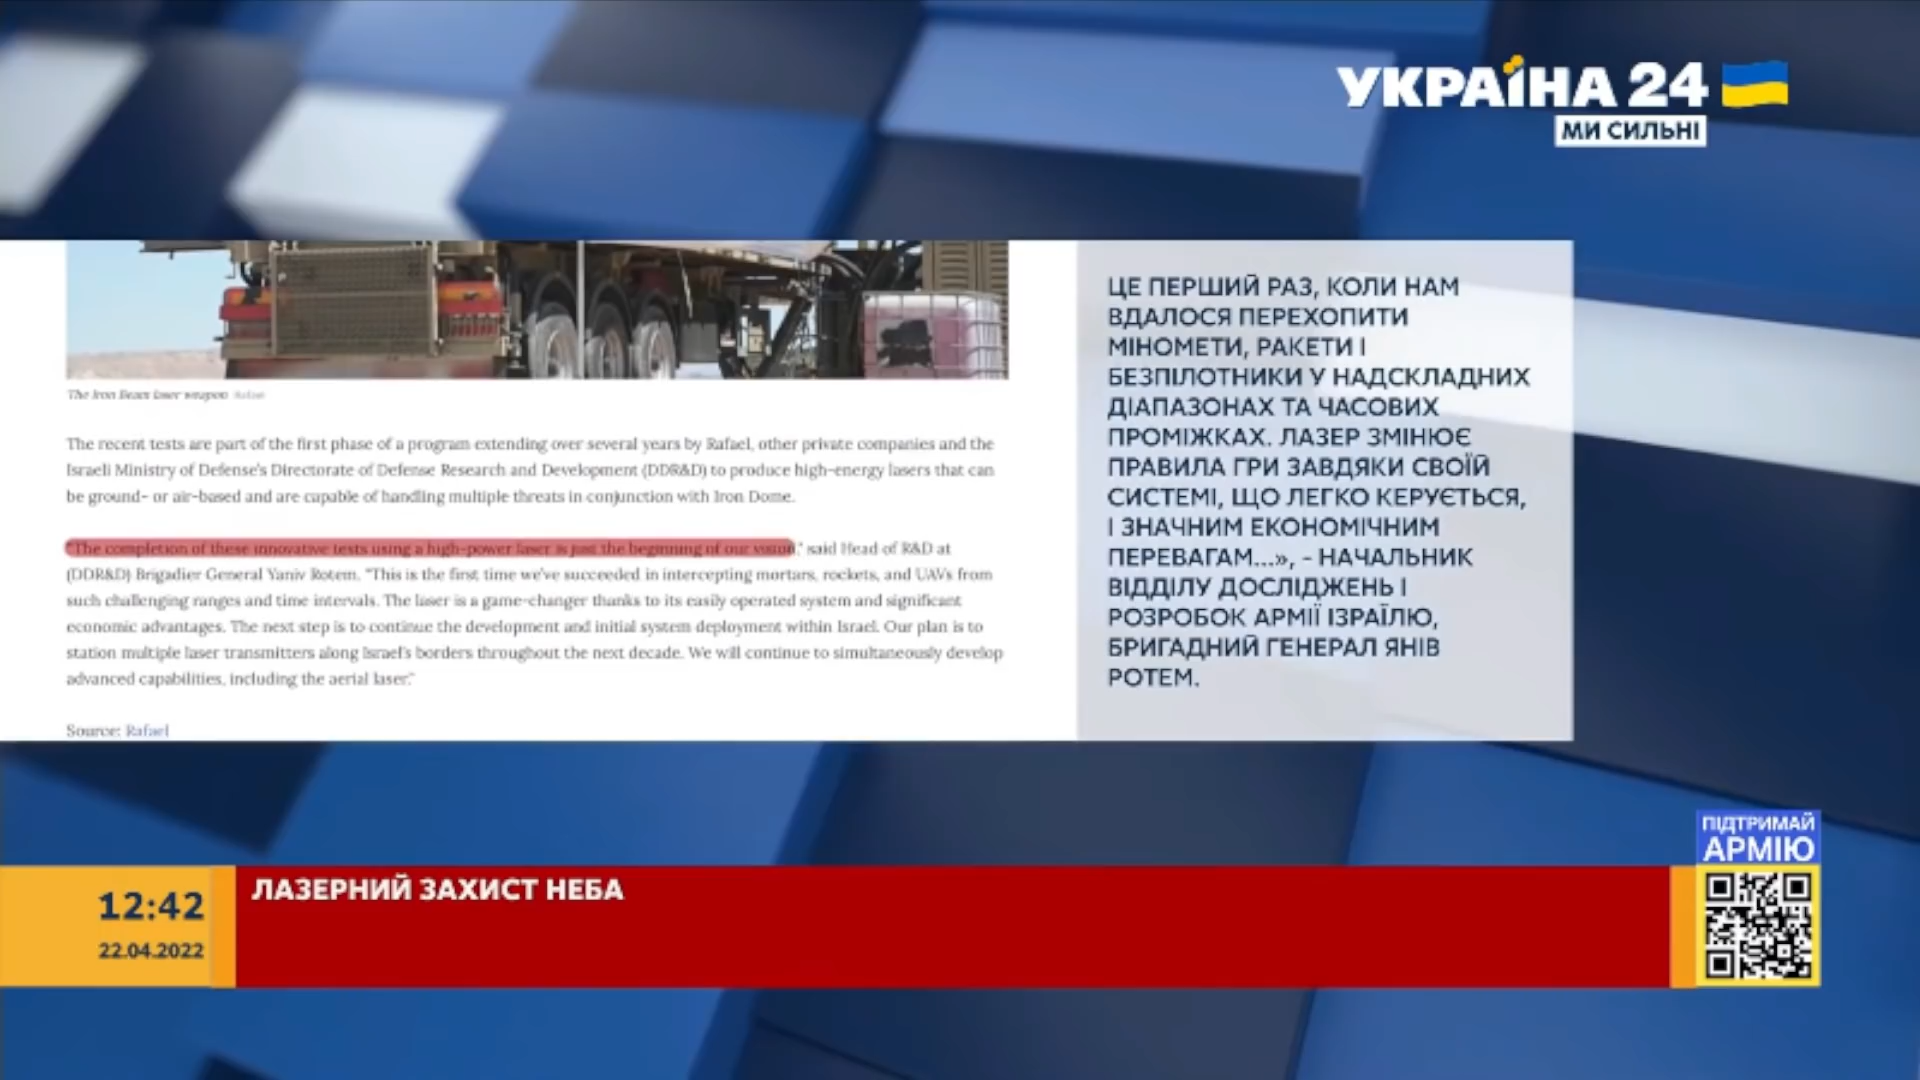 УКРАЇНА 24
МИ СИЛЬНІ
The Iron Beam laser weapon Rafael
The recent tests are part of the first phase of a program extending over several years by Rafael, other private companies and the
Israeli Ministry of Defense's Directorate of Defense Research and Development (DDR&D) to produce high-energy lasers that can
be ground- or air-based and are capable of handling multiple threats in conjunction with Iron Dome.
"The completion of these innovative tests using a high-power laser is just the beginning of our vision," said Head of R&D at
(DDR&D) Brigadier General Yaniv Rotem. "This is the first time we've succeeded in intercepting mortars, rockets, and UAVs from
such challenging ranges and time intervals. The laser is a game-changer thanks to its easily operated system and significant
economic advantages. The next step is to continue the development and initial system deployment within Israel. Our plan is to
station multiple laser transmitters along Israel's borders throughout the next decade. We will continue to simultaneously develop
advanced capabilities, including the aerial laser."
Source: Rafael
ЦЕ ПЕРШИЙ РАЗ, КОЛИ НАМ
ВДАЛОСЯ ПЕРЕХОПИТИ
МІНОМЕТИ, РАКЕТИ І
БЕЗПІЛОТНИКИ У НАДСКЛАДНИХ
ДІАПАЗОНАХ ТА ЧАСОВИХ
ПРОМІЖКАХ. ЛАЗЕР ЗМІНЮЄ
ПРАВИЛА ГРИ ЗАВДЯКИ СВОЇЙ
СИСТЕМІ, ЩО ЛЕГКО КЕРУЄТЬСЯ,
І ЗНАЧНИМ ЕКОНОМІЧНИМ
ПЕРЕВАГАМ...», - НАЧАЛЬНИК
ВІДДІЛУ ДОСЛІДЖЕНЬ І
РОЗРОБОК АРМІЇ ІЗРАЇЛЮ,
БРИГАДНИЙ ГЕНЕРАЛ ЯНІВ
РОТЕМ.
ПІДТРИМАЙ
АРМІЮ
12:42
22.04.2022
ЛАЗЕРНИЙ ЗАХИСТ НЕБА